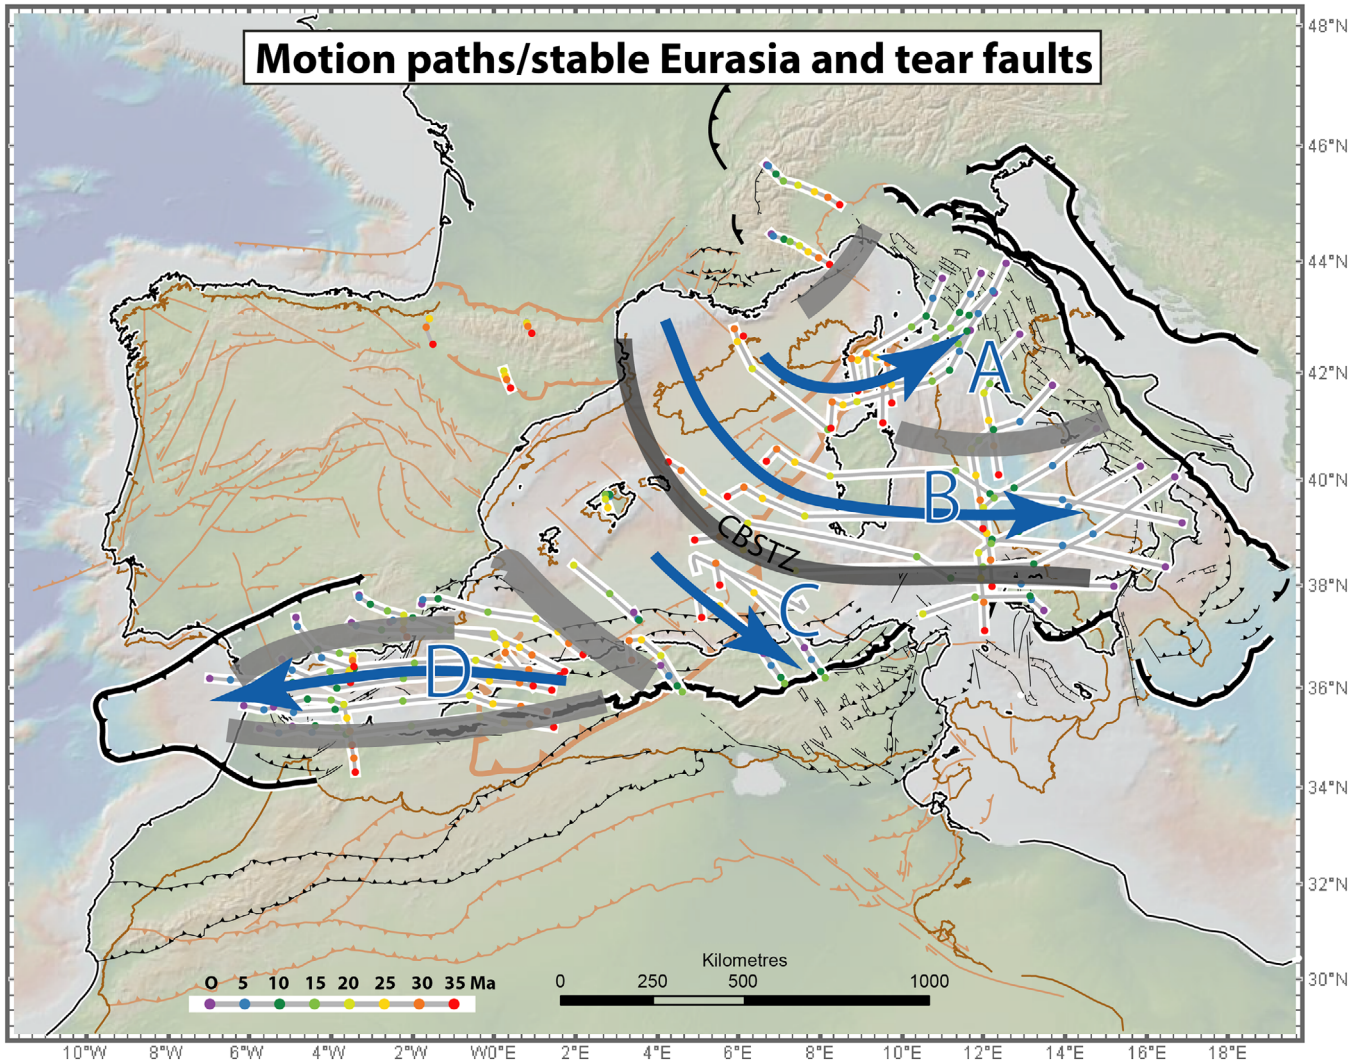 Motion paths/stable Eurasia and tear faults
48°N
46°N
44°N
A
42°N
B
40°N
CBSTZ
38°N
C
D
36°N
34°N
32°N
Kilometres
30°N
0 5 10 15 20 25 30 35 Ma
0 250 500 1000
10°W 8°W 6°W 4°W 2°W W0°E 2°E 4°E 6°E 8°E 10°E 12°E 14°E 16°E 18°E